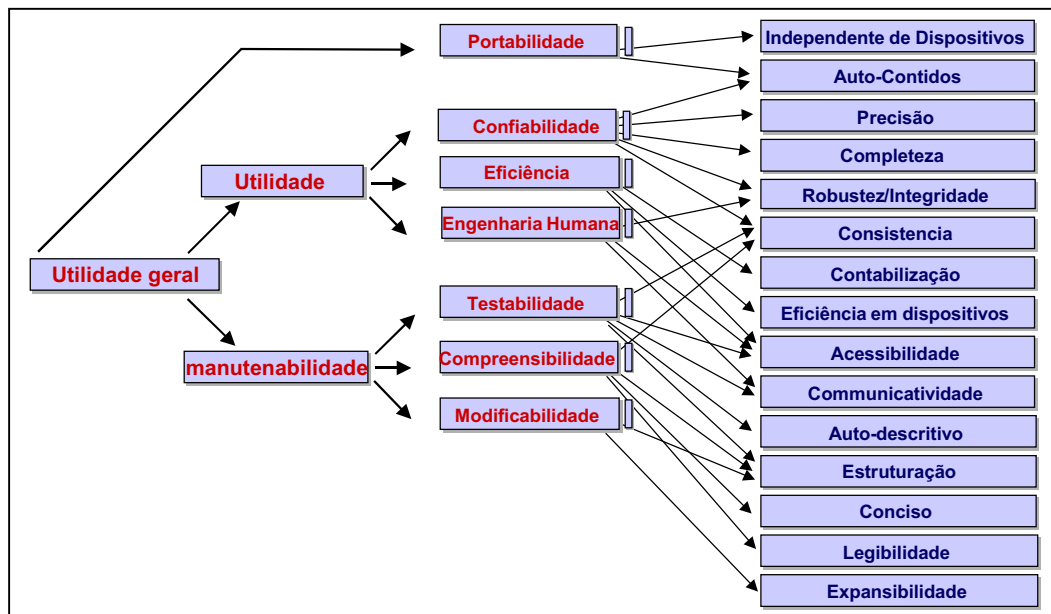 Utilidade geral
Utilidade
manutenabilidade
Portabilidade
Confiabilidade
Eficiência
Engenharia Humana
Testabilidade
Compreensibilidade
Modificabilidade
Independente de Dispositivos
Auto-Contidos
Precisão
Completeza
Robustez/Integridade
Consistencia
Contabilização
Eficiência em dispositivos
Acessibilidade
Communicatividade
Auto-descritivo
Estruturação
Conciso
Legibilidade
Expansibilidade